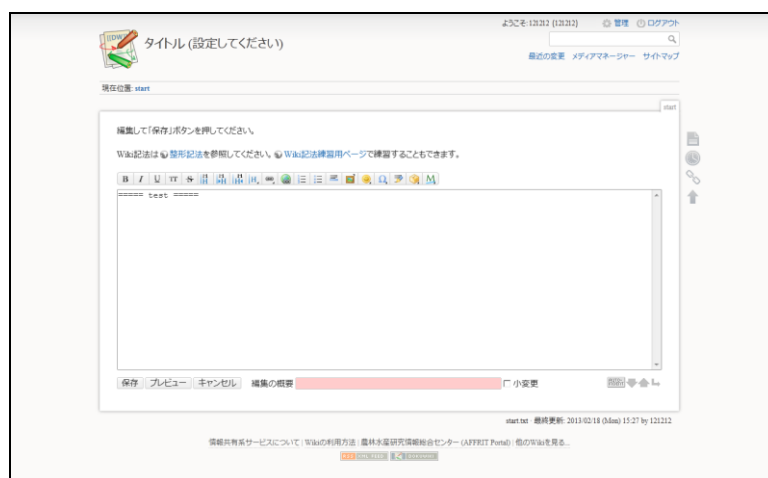 ようこそ: 121212 (121212) 管理 ログアウト
タイトル (設定してください)
最近の変更 メディアマネージャー サイトマップ
現在位置: start
start
編集して「保存」ボタンを押してください。
Wiki記法は 整形記法を参照してください。 Wiki記法練習用ページで練習することもできます。
B I U TT S
===== test =====
保存 プレビュー キャンセル 編集の概要 小変更
start.txt · 最終更新: 2013/02/18 (Mon) 15:27 by 121212
情報共有系サービスについて | Wikiの利用方法 | 農林水産研究情報総合センター (AFFRIT Portal) | 他のWikiを見る...